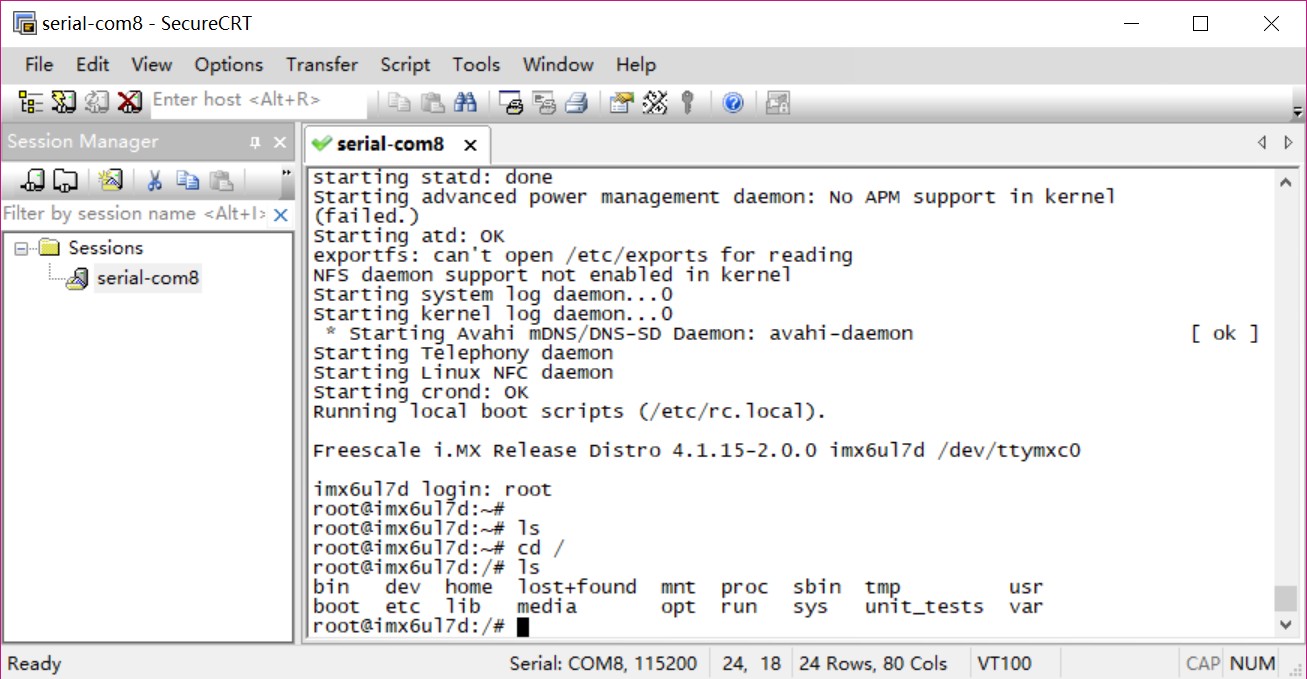 serial-com8 - SecureCRT
File Edit View Options Transfer Script Tools Window Help
Enter host <Alt+R>
Session Manager
serial-com8
Filter by session name <Alt+I>
Sessions
serial-com8
starting statd: done
Starting advanced power management daemon: No APM support in kernel
(failed.)
Starting atd: OK
exportfs: can't open /etc/exports for reading
NFS daemon support not enabled in kernel
Starting system log daemon...0
Starting kernel log daemon...0
* Starting Avahi mDNS/DNS-SD Daemon: avahi-daemon [ ok ]
Starting Telephony daemon
Starting Linux NFC daemon
Starting crond: OK
Running local boot scripts (/etc/rc.local).
Freescale i.MX Release Distro 4.1.15-2.0.0 imx6ul7d /dev/ttymxc0
imx6ul7d login: root
root@imx6ul7d:~#
root@imx6ul7d:~# ls
root@imx6ul7d:~# cd /
root@imx6ul7d:/# ls
bin dev home lost+found mnt proc sbin tmp usr
boot etc lib media opt run sys unit_tests var
root@imx6ul7d:/#
Ready Serial: COM8, 115200 24, 18 24 Rows, 80 Cols VT100 CAP NUM